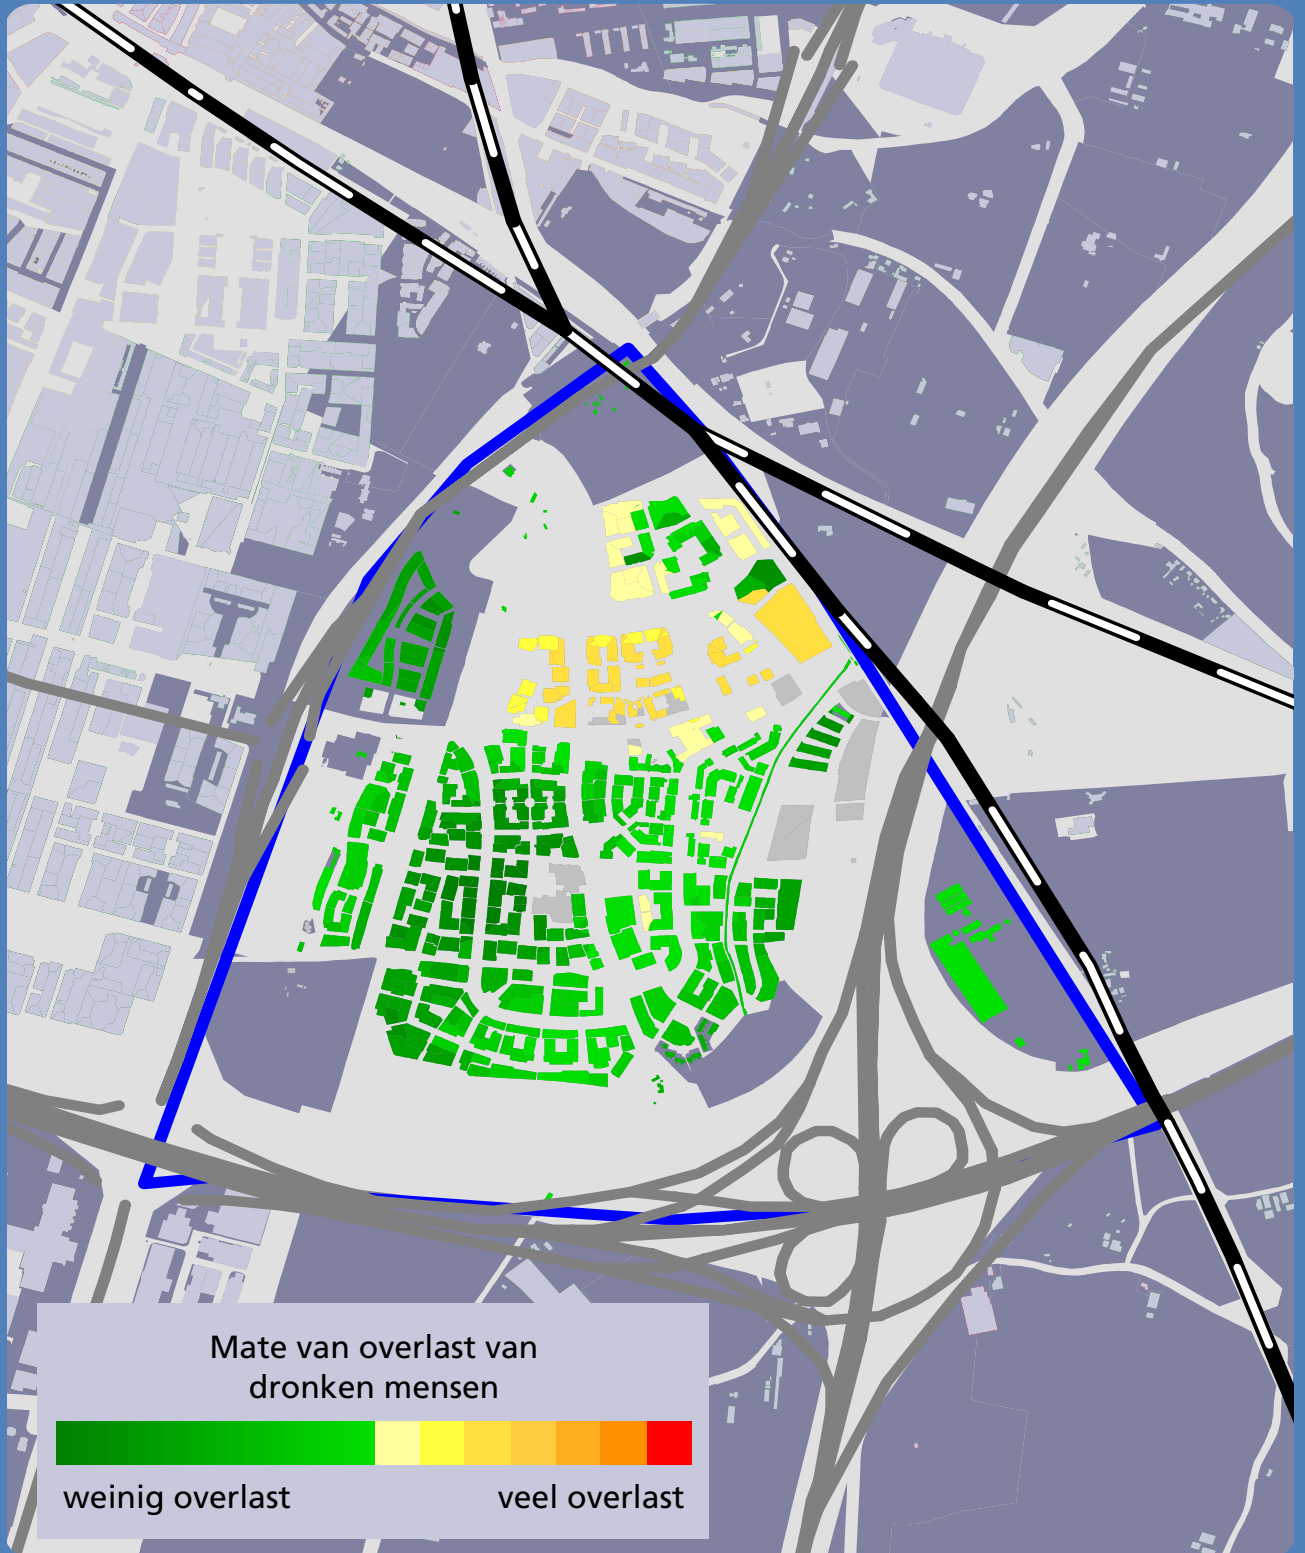 Mate van overlast van
dronken mensen
weinig overlast
veel overlast